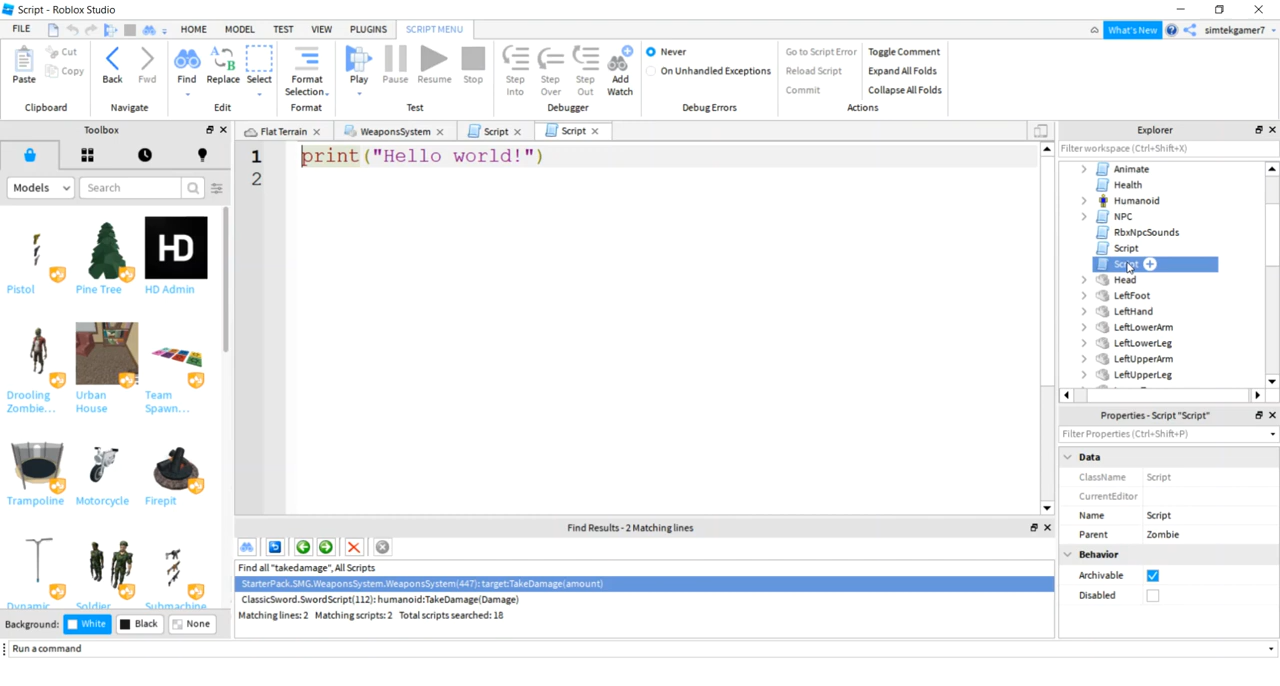 Script - Roblox Studio
FILE HOME MODEL TEST VIEW PLUGINS SCRIPT MENU What's New simtekgamer7
Paste Cut Copy Back Fwd Find Replace Select Format Selection Play Pause Resume Stop Step Into Step Over Step Out Add Watch
Never
On Unhandled Exceptions
Go to Script Error
Reload Script
Commit
Toggle Comment
Expand All Folds
Collapse All Folds
Clipboard Navigate Edit Format Test Debugger Debug Errors Actions
Toolbox
Models Search
Pistol Pine Tree HD Admin
HD
Drooling Zombie... Urban House Team Spawn...
Trampoline Motorcycle Firepit
Dynamic Soldier Submachine
Background: White Black None
Flat Terrain WeaponsSystem Script Script
1 print("Hello world!")
2
Find Results - 2 Matching lines
Find all "takedamage", All Scripts
StarterPack.SMG.WeaponsSystem.WeaponsSystem(447): target:TakeDamage(amount)
ClassicSword.SwordScript(112): humanoid:TakeDamage(Damage)
Matching lines: 2 Matching scripts: 2 Total scripts searched: 18
Explorer
Filter workspace (Ctrl+Shift+X)
Animate
Health
Humanoid
NPC
RbxNpcSounds
Script
Script
Head
LeftFoot
LeftHand
LeftLowerArm
LeftLowerLeg
LeftUpperArm
LeftUpperLeg
Properties - Script "Script"
Filter Properties (Ctrl+Shift+P)
Data
ClassName Script
CurrentEditor
Name Script
Parent Zombie
Behavior
Archivable
Disabled
Run a command